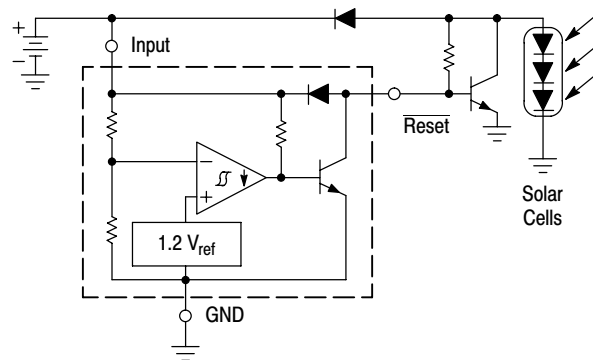 +
−
Input
Reset
−
+
1.2 Vref
Solar
Cells
GND